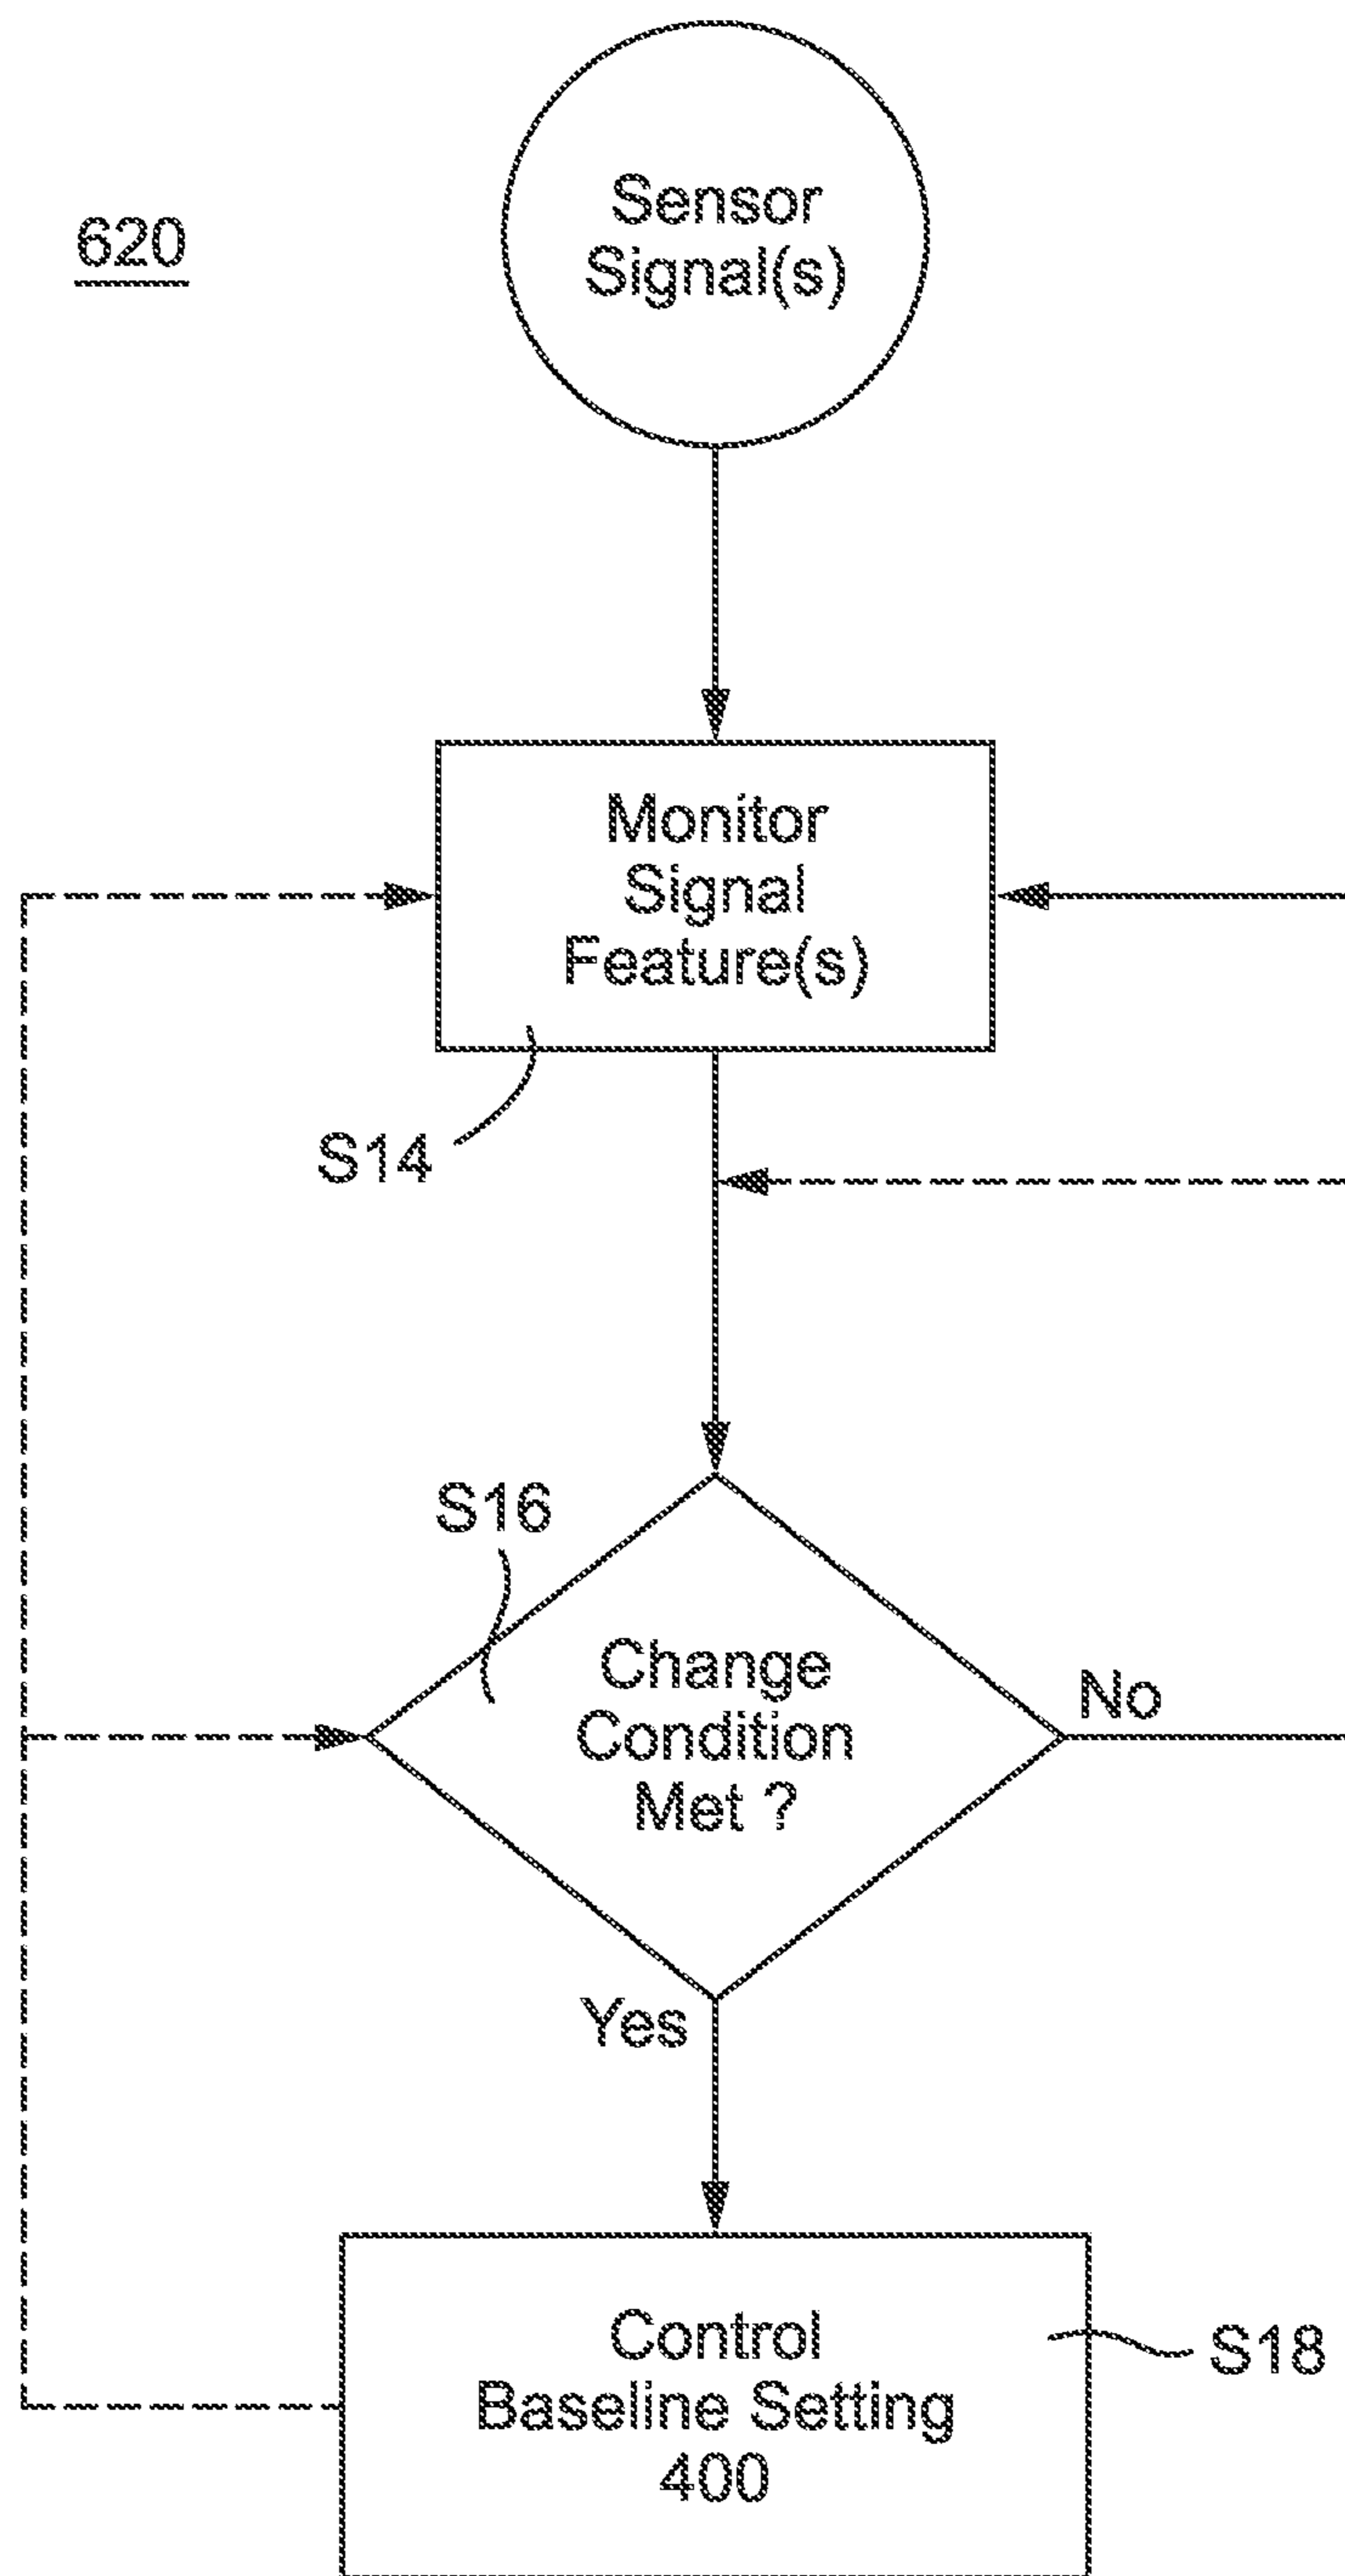 620
Sensor
Signal(s)
Monitor
Signal
Feature(s)
S14
S16
Change
Condition
Met ?
No
Yes
Control
Baseline Setting
400
S18